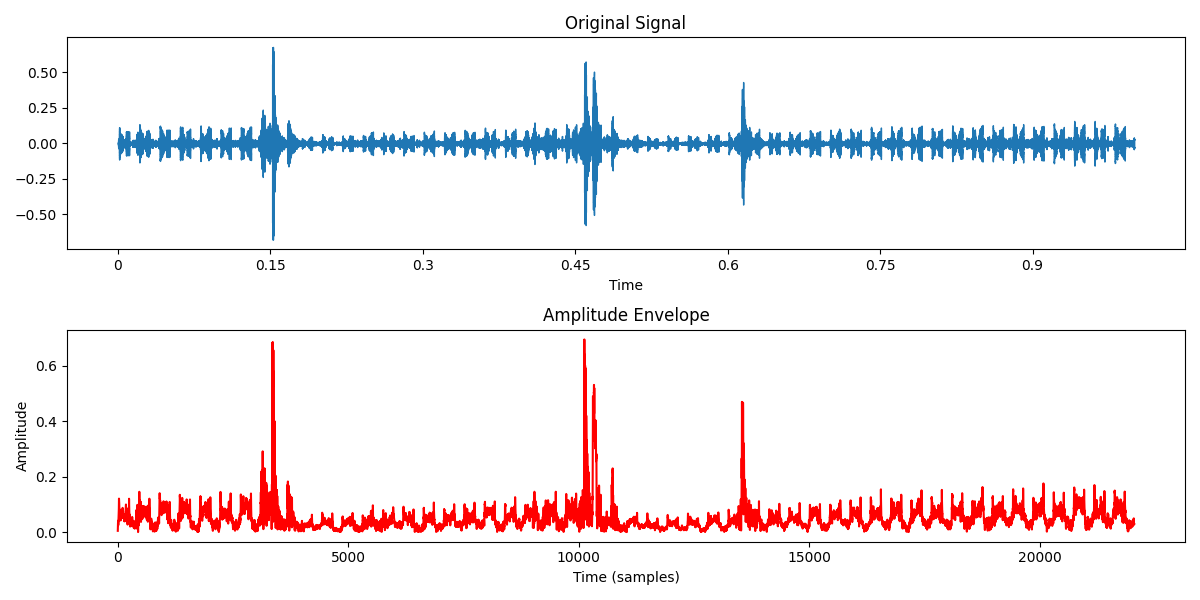 Original Signal
0.50
0.25
0.00
−0.25
−0.50
0 0.15 0.3 0.45 0.6 0.75 0.9
Time
Amplitude Envelope
Amplitude
0.6
0.4
0.2
0.0
0 5000 10000 15000 20000
Time (samples)